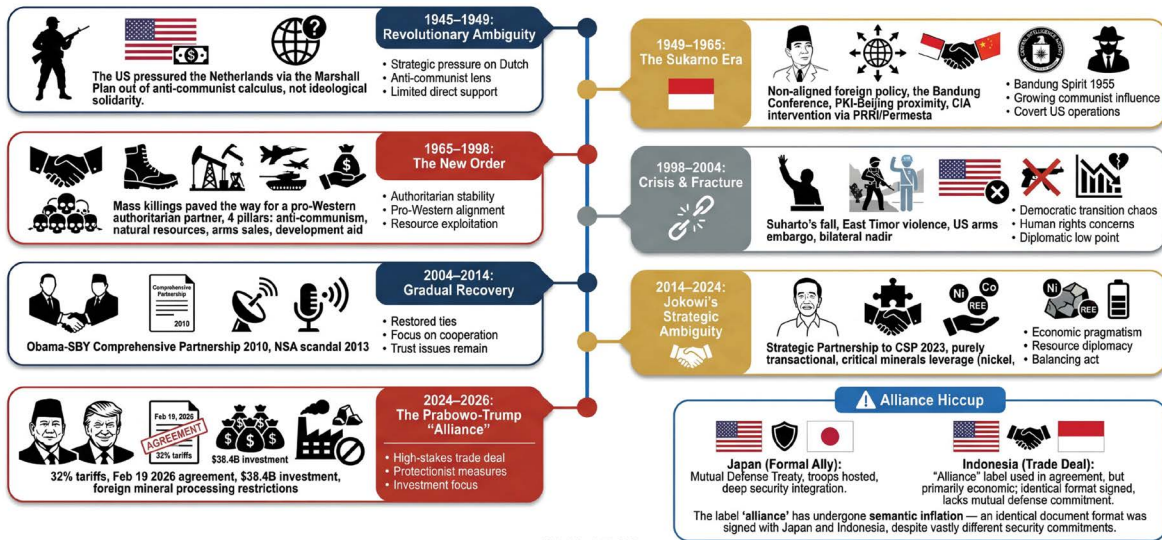 1945–1949:
Revolutionary Ambiguity
?
$
The US pressured the Netherlands via the Marshall
Plan out of anti-communist calculus, not ideological
solidarity.
• Strategic pressure on Dutch
• Anti-communist lens
• Limited direct support
1949–1965:
The Sukarno Era
Non-aligned foreign policy, the Bandung
Conference, PKI-Beijing proximity, CIA
intervention via PRRI/Permesta
• Bandung Spirit 1955
• Growing communist influence
• Covert US operations
1965–1998:
The New Order
$
Mass killings paved the way for a pro-Western
authoritarian partner, 4 pillars: anti-communism,
natural resources, arms sales, development aid
• Authoritarian stability
• Pro-Western alignment
• Resource exploitation
1998–2004:
Crisis & Fracture
Suharto's fall, East Timor violence, US arms
embargo, bilateral nadir
• Democratic transition chaos
• Human rights concerns
• Diplomatic low point
2004–2014:
Gradual Recovery
Comprehensive
Partnership
2010
Obama-SBY Comprehensive Partnership 2010, NSA scandal 2013
• Restored ties
• Focus on cooperation
• Trust issues remain
2014–2024:
Jokowi's
Strategic
Ambiguity
Ni
Co
REE
Ni
REE
Strategic Partnership to CSP 2023, purely
transactional, critical minerals leverage (nickel,
• Economic pragmatism
• Resource diplomacy
• Balancing act
2024–2026:
The Prabowo-Trump
“Alliance”
Feb 19, 2026
AGREEMENT
32% tariffs
$ $ $ $ $
$38.4B investment
32% tariffs, Feb 19 2026 agreement, $38.4B investment,
foreign mineral processing restrictions
• High-stakes trade deal
• Protectionist measures
• Investment focus
Alliance Hiccup
Japan (Formal Ally):
Mutual Defense Treaty, troops hosted,
deep security integration.
Indonesia (Trade Deal):
“Alliance” label used in agreement, but
primarily economic; identical format signed,
lacks mutual defense commitment.
The label ‘alliance’ has undergone semantic inflation — an identical document format was
signed with Japan and Indonesia, despite vastly different security commitments.